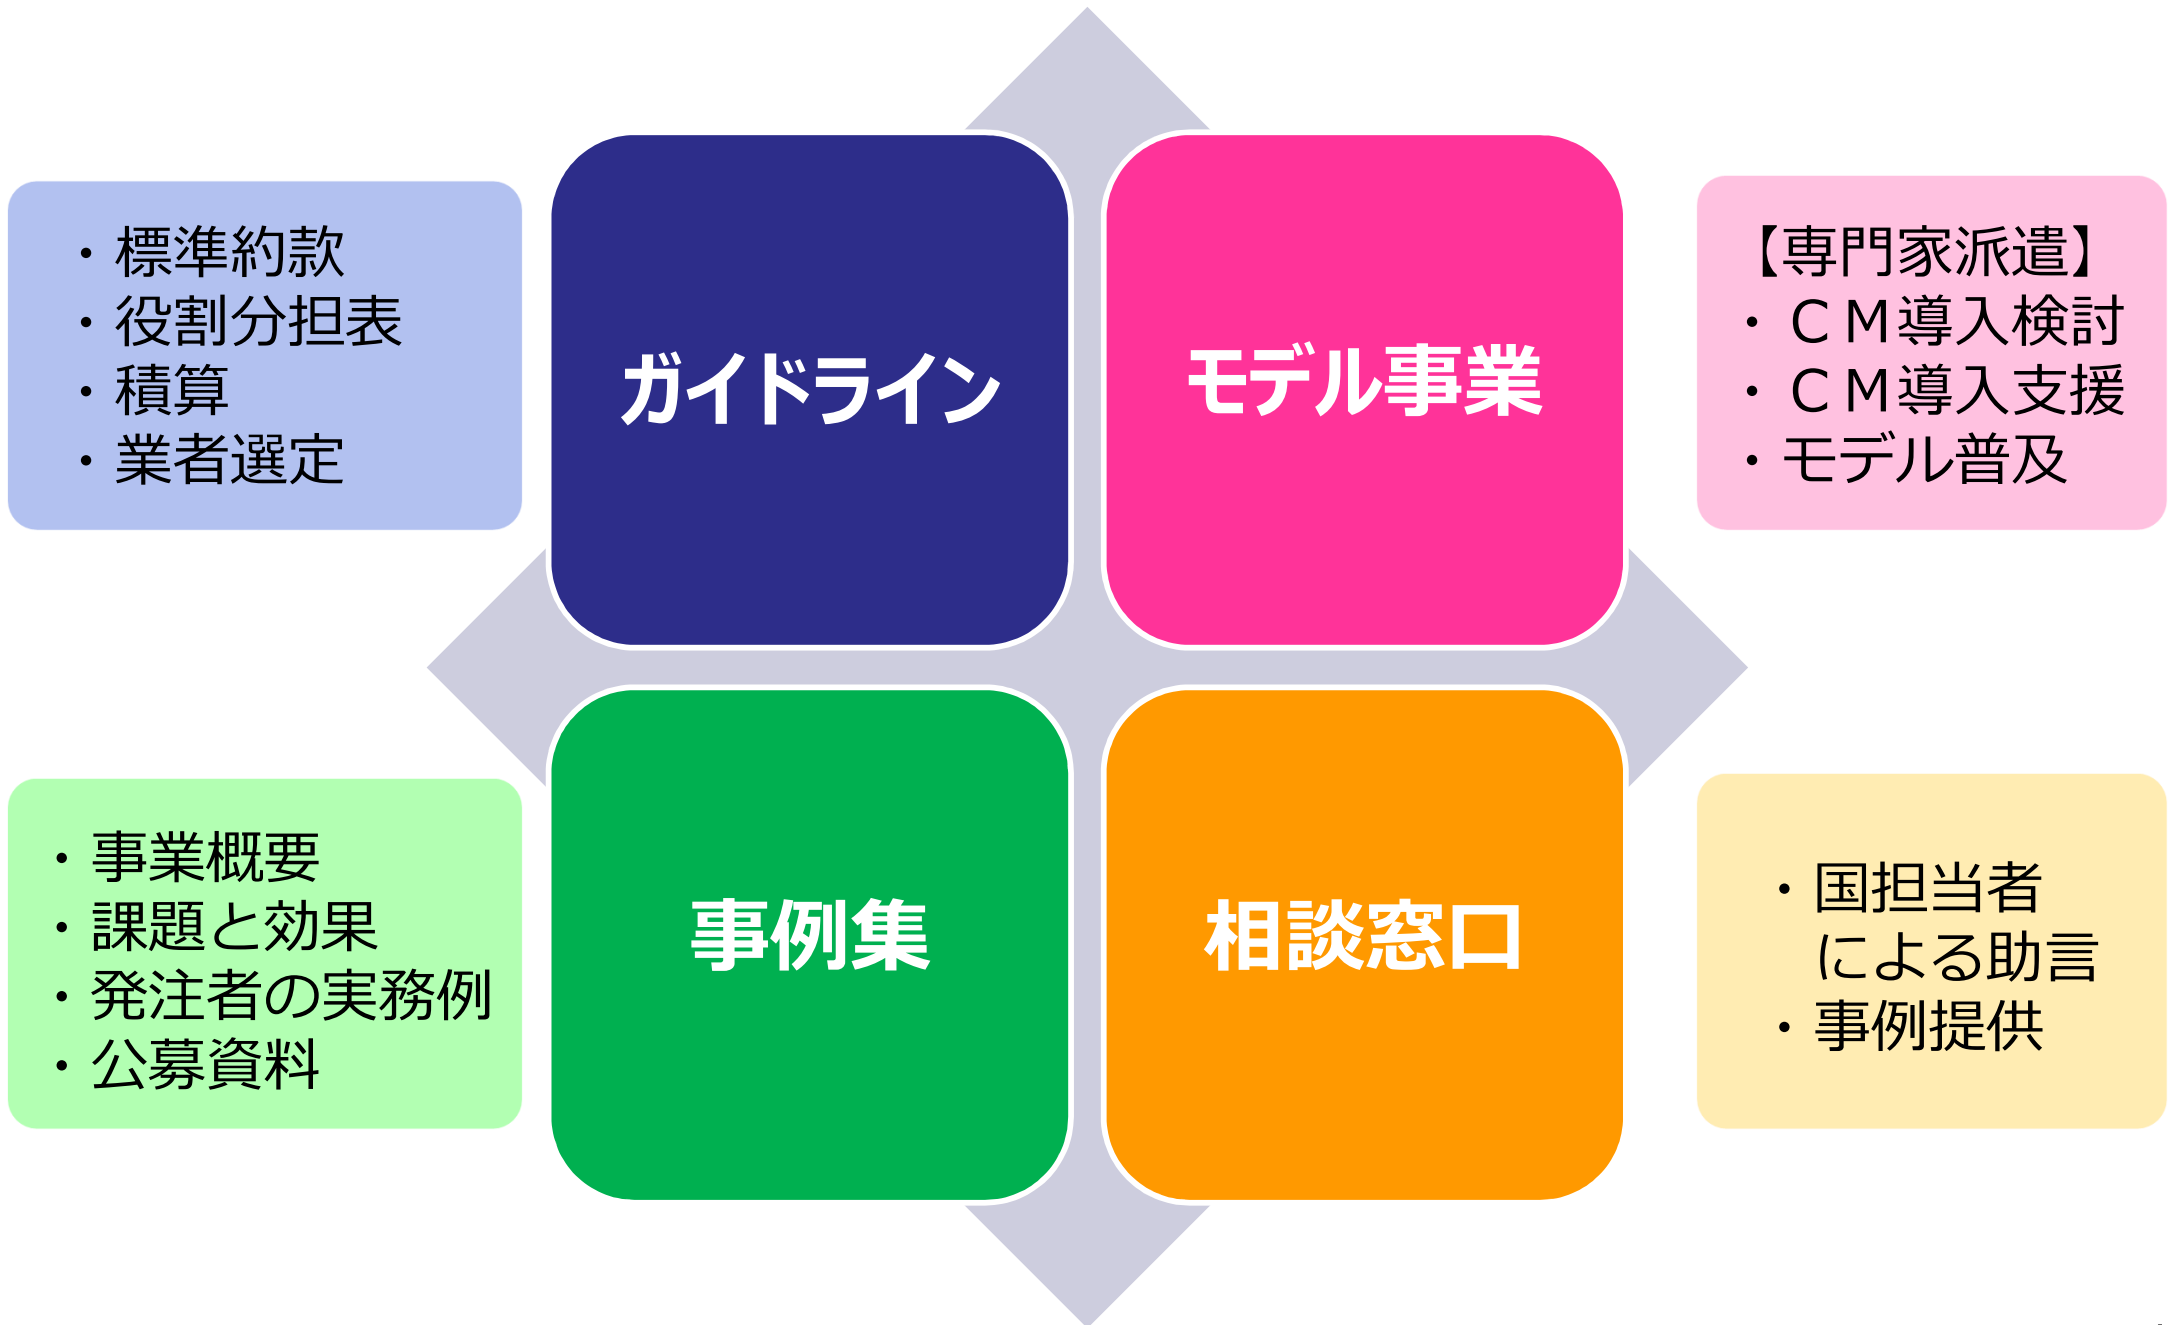 ・標準約款
・役割分担表
・積算
・業者選定
ガイドライン
モデル事業
【専門家派遣】
・ＣＭ導入検討
・ＣＭ導入支援
・モデル普及
・事業概要
・課題と効果
・発注者の実務例
・公募資料
事例集
相談窓口
・国担当者
による助言
・事例提供